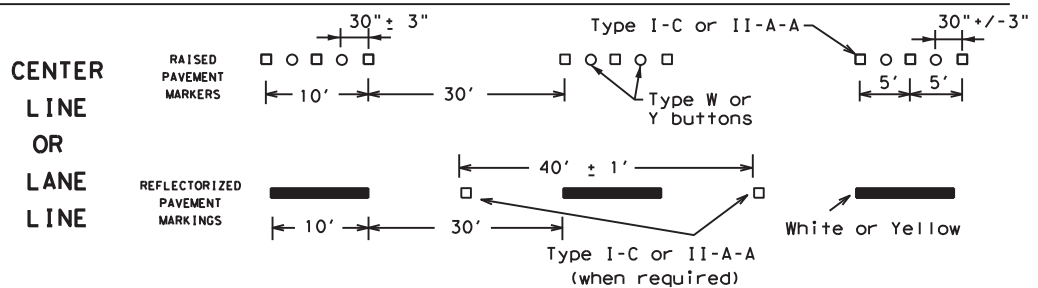 CENTER
LINE
OR
LANE
LINE
RAISED
PAVEMENT
MARKERS
30"± 3"
10'
30'
Type I-C or II-A-A
30"+/-3"
5'
5'
Type W or
Y buttons
REFLECTORIZED
PAVEMENT
MARKINGS
40' ± 1'
10'
30'
Type I-C or II-A-A
(when required)
White or Yellow